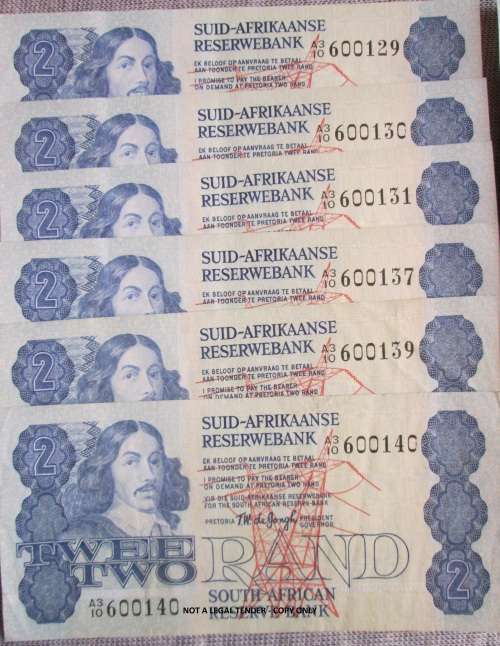 2
SUID-AFRIKAANSE
RESERWEBANK
A3
10 600129
EK BELOOF OP AANVRAAG TE BETAAL
AAN TOONDER TE PRETORIA TWEE RAND
I PROMISE TO PAY THE BEARER
ON DEMAND AT PRETORIA TWO RAND
2
SUID-AFRIKAANSE
RESERWEBANK
A3
10 600130
EK BELOOF OP AANVRAAG TE BETAAL
AAN TOONDER TE PRETORIA TWEE RAND
2
SUID-AFRIKAANSE
RESERWEBANK
A3
10 600131
EK BELOOF OP AANVRAAG TE BETAAL
AAN TOONDER TE PRETORIA TWEE RAND
2
SUID-AFRIKAANSE
RESERWEBANK
A3
10 600137
EK BELOOF OP AANVRAAG TE BETAAL
AAN TOONDER TE PRETORIA TWEE RAND
2
SUID-AFRIKAANSE
RESERWEBANK
A3
10 600139
EK BELOOF OP AANVRAAG TE BETAAL
AAN TOONDER TE PRETORIA TWEE RAND
I PROMISE TO PAY THE BEARER
ON DEMAND AT PRETORIA TWO RAND
2
SUID-AFRIKAANSE
RESERWEBANK
A3
10 600140
EK BELOOF OP AANVRAAG TE BETAAL
AAN TOONDER TE PRETORIA TWEE RAND
I PROMISE TO PAY THE BEARER
ON DEMAND AT PRETORIA TWO RAND
VIR DIE SUID-AFRIKAANSE RESERWEBANK
FOR THE SOUTH AFRICAN RESERVE BANK
PRETORIA T.W. de Jongh PRESIDENT
GOVERNOR
TWEE RAND
TWO
2
SOUTH AFRICAN
RESERVE BANK
A3
10 600140
NOT A LEGAL TENDER - COPY ONLY